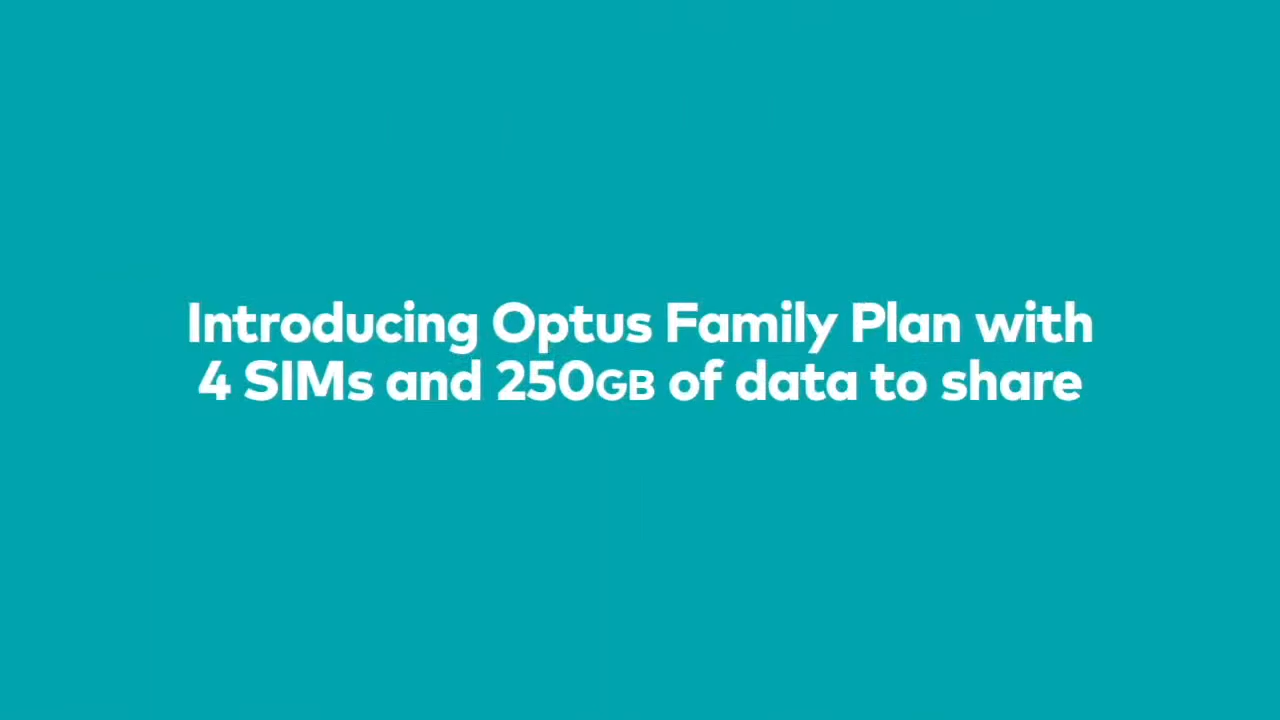 Introducing Optus Family Plan with
4 SIMs and 250GB of data to share